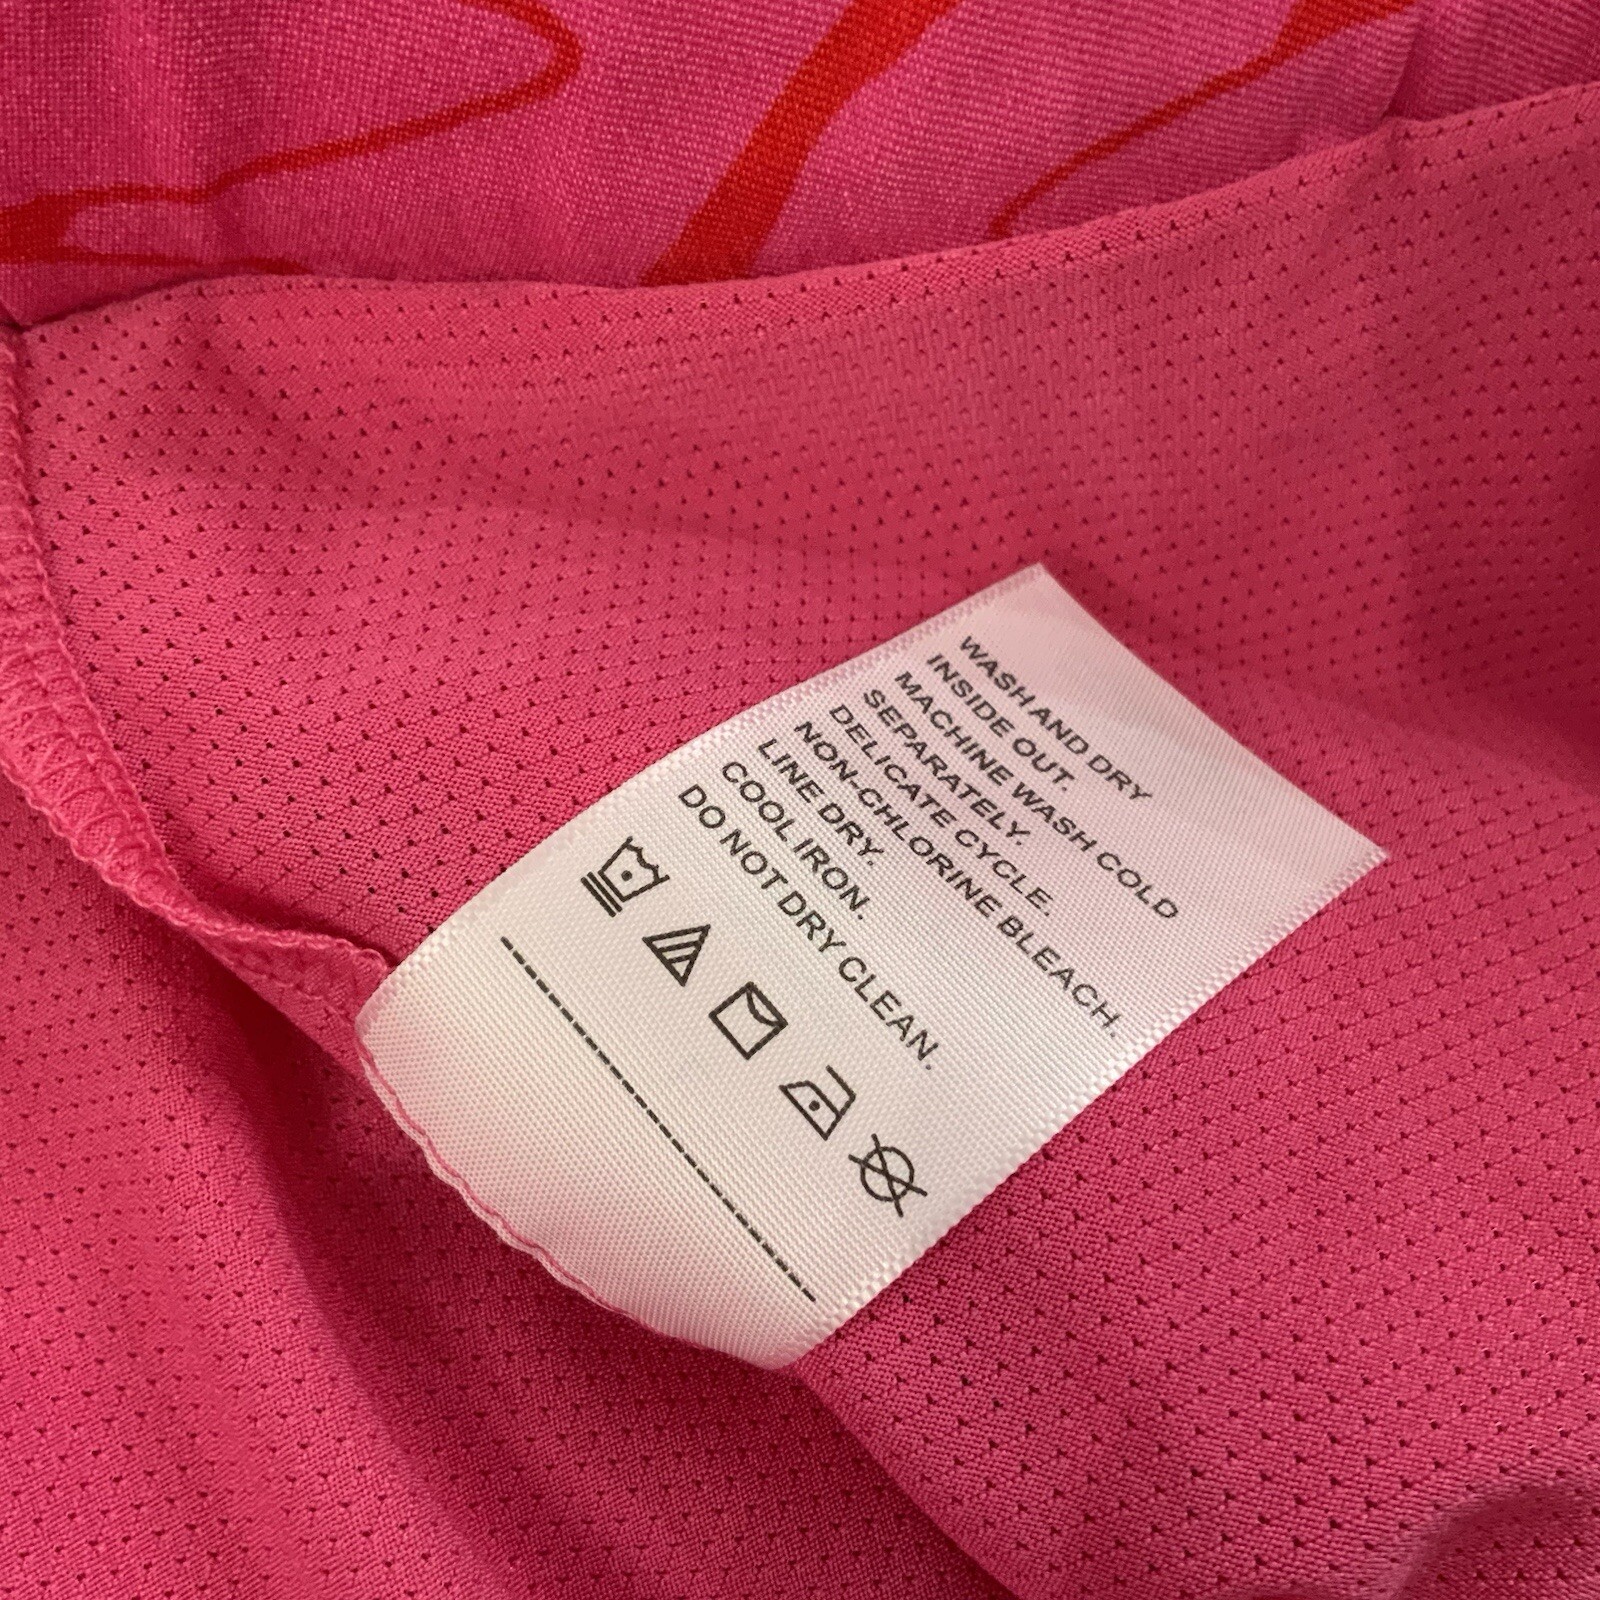 WASH AND DRY
INSIDE OUT.
MACHINE WASH COLD
SEPARATELY.
DELICATE CYCLE.
NON-CHLORINE BLEACH.
LINE DRY.
COOL IRON.
DO NOT DRY CLEAN.